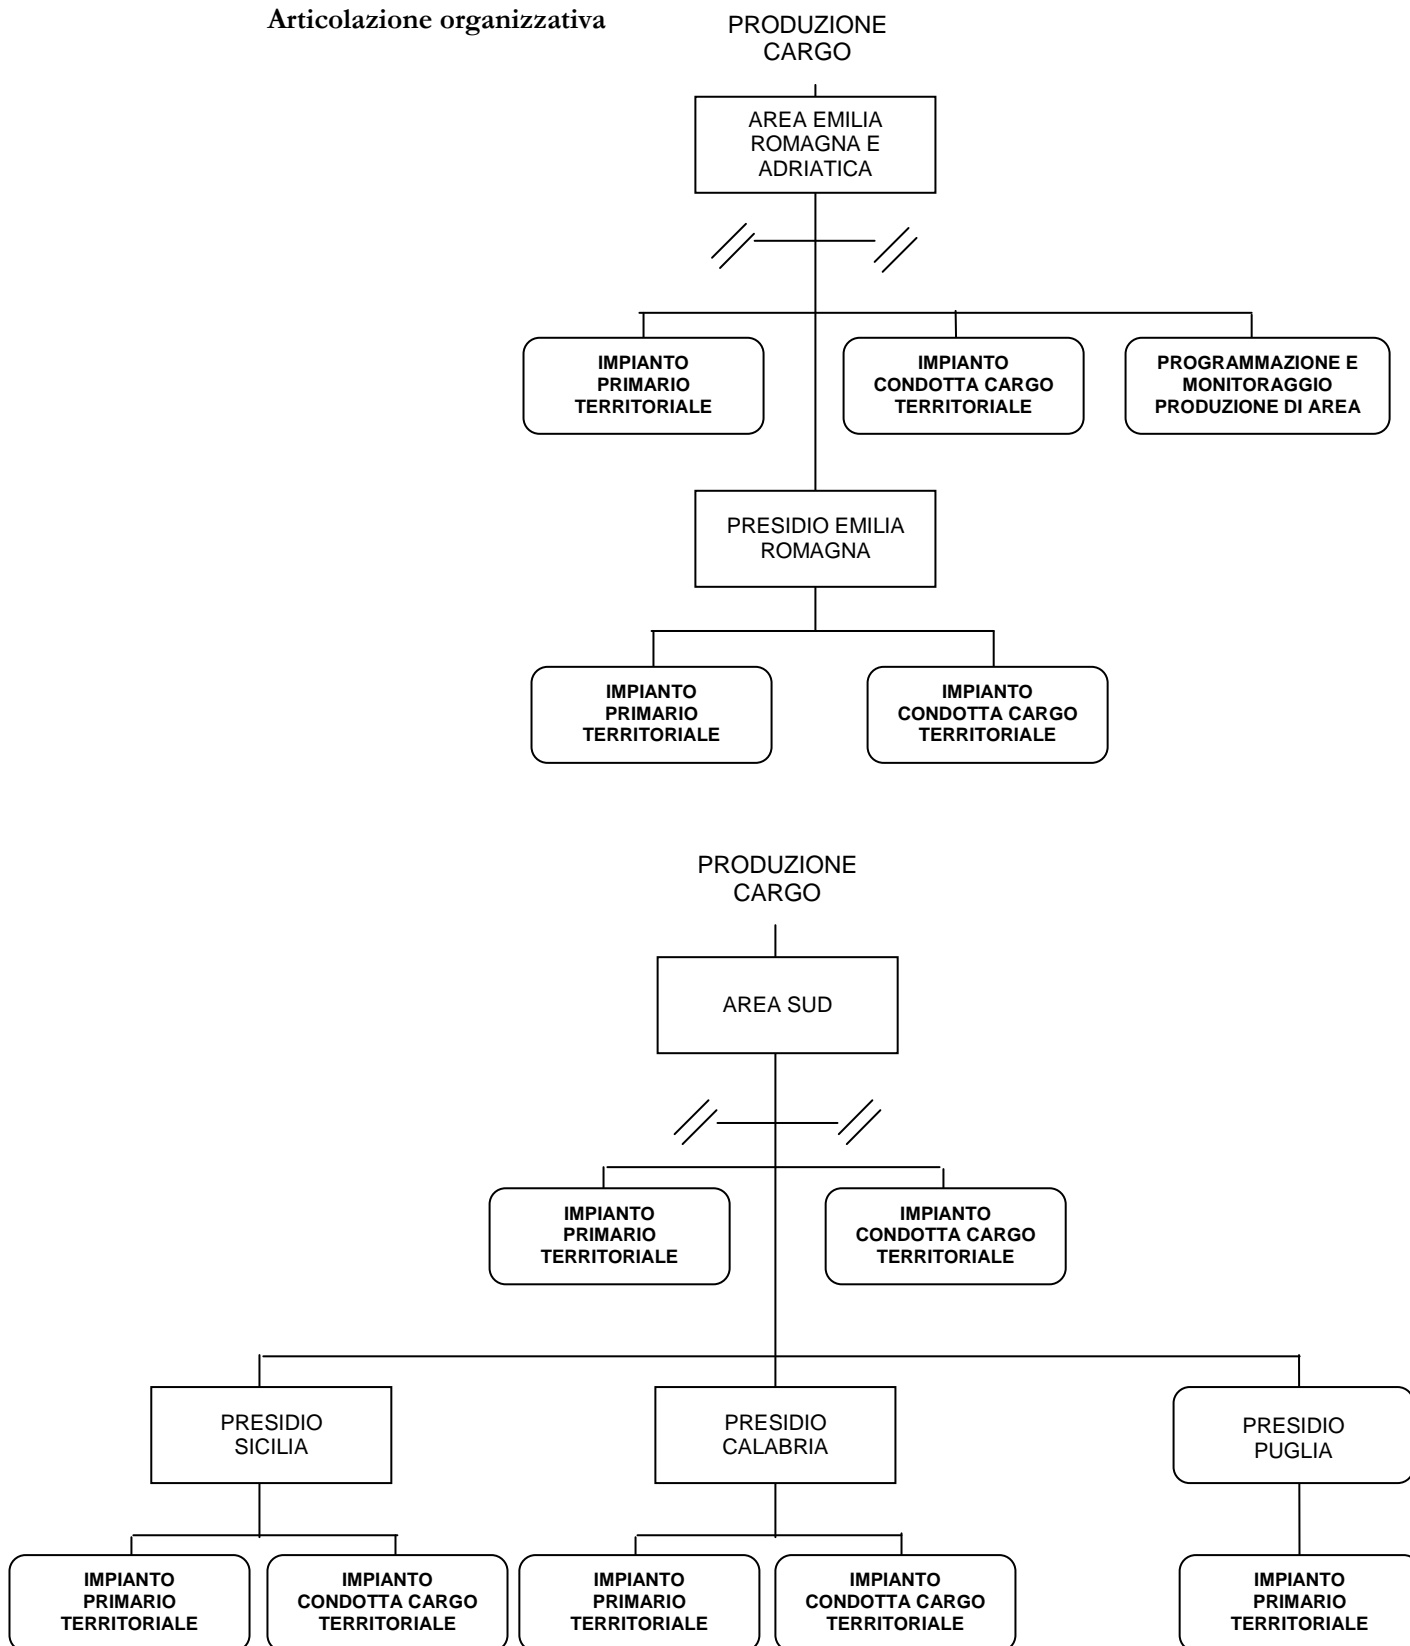 Articolazione organizzativa
PRODUZIONE
CARGO
AREA EMILIA
ROMAGNA E
ADRIATICA
IMPIANTO
PRIMARIO
TERRITORIALE
IMPIANTO
CONDOTTA CARGO
TERRITORIALE
PROGRAMMAZIONE E
MONITORAGGIO
PRODUZIONE DI AREA
PRESIDIO EMILIA
ROMAGNA
IMPIANTO
PRIMARIO
TERRITORIALE
IMPIANTO
CONDOTTA CARGO
TERRITORIALE
PRODUZIONE
CARGO
AREA SUD
IMPIANTO
PRIMARIO
TERRITORIALE
IMPIANTO
CONDOTTA CARGO
TERRITORIALE
PRESIDIO
SICILIA
PRESIDIO
CALABRIA
PRESIDIO
PUGLIA
IMPIANTO
PRIMARIO
TERRITORIALE
IMPIANTO
CONDOTTA CARGO
TERRITORIALE
IMPIANTO
PRIMARIO
TERRITORIALE
IMPIANTO
CONDOTTA CARGO
TERRITORIALE
IMPIANTO
PRIMARIO
TERRITORIALE